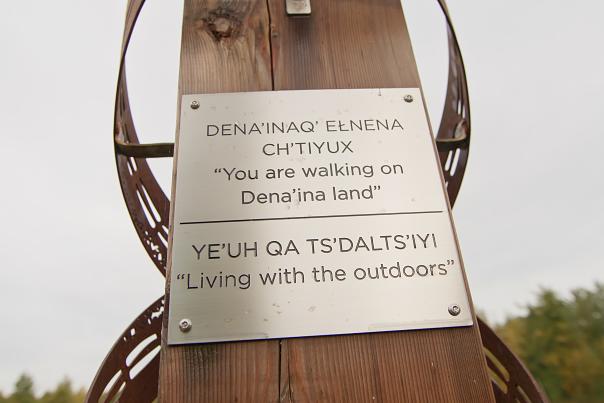 DENA'INAQ' EŁNENA
CH'TIYUX
“You are walking on
Dena'ina land”
YE'UH QA TS'DALTS'IYI
“Living with the outdoors”